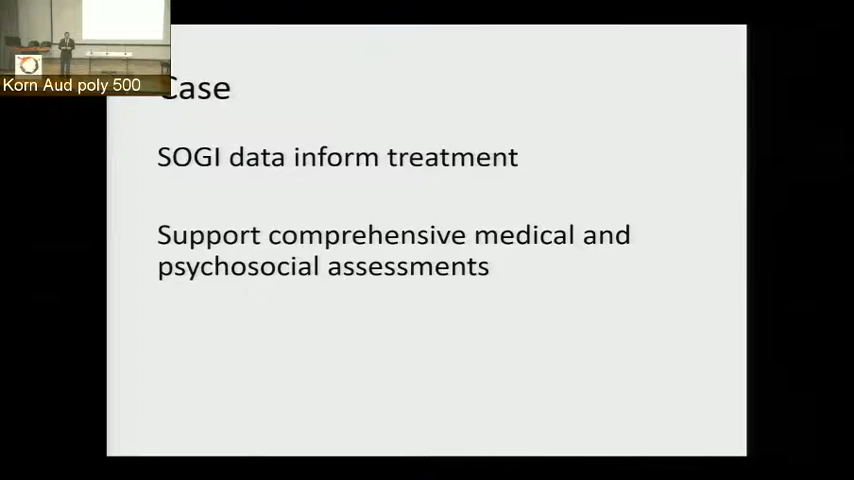 Korn Aud poly 500
Case
SOGI data inform treatment
Support comprehensive medical and
psychosocial assessments